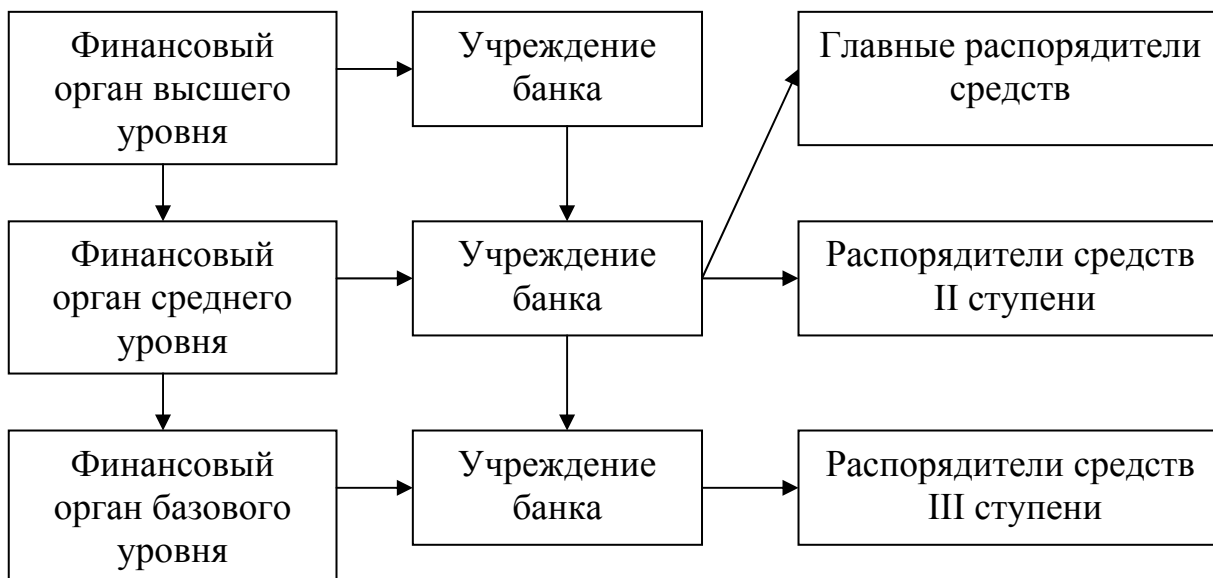 Финансовый
орган высшего
уровня
Учреждение
банка
Главные распорядители
средств
Финансовый
орган среднего
уровня
Учреждение
банка
Распорядители средств
II ступени
Финансовый
орган базового
уровня
Учреждение
банка
Распорядители средств
III ступени